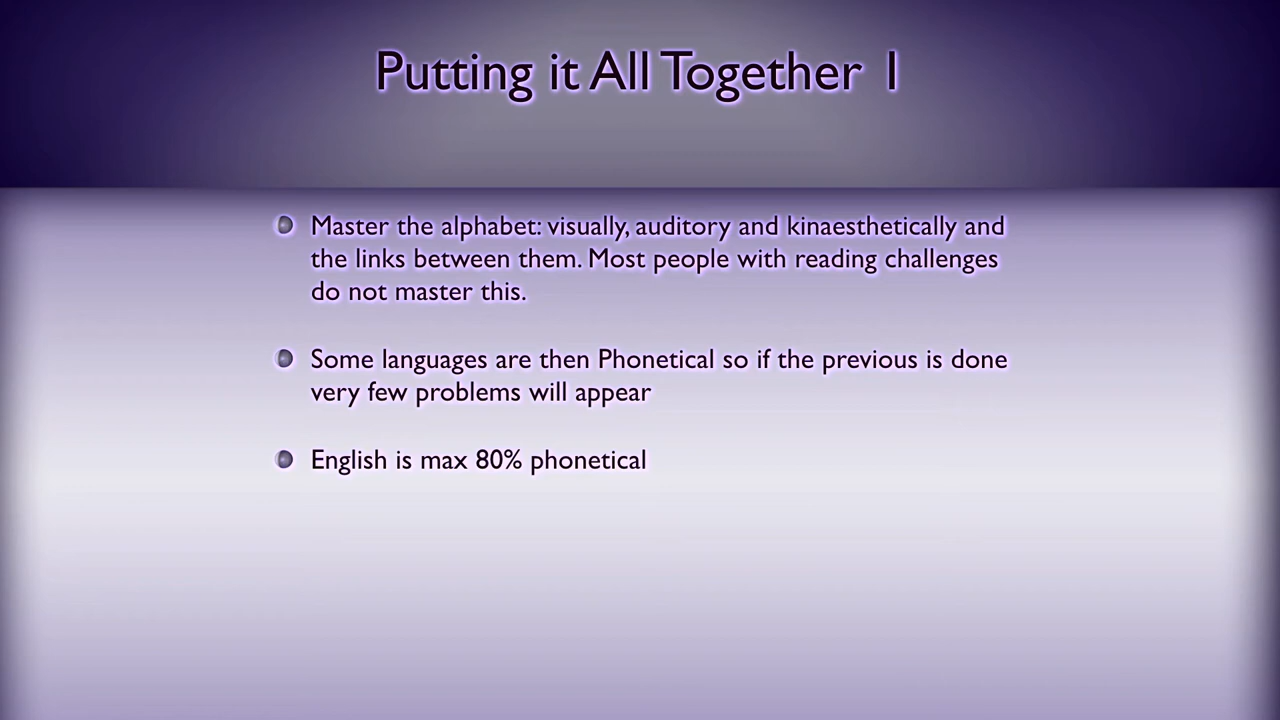 Putting it All Together 1
Master the alphabet: visually, auditory and kinaesthetically and
the links between them. Most people with reading challenges
do not master this.
Some languages are then Phonetical so if the previous is done
very few problems will appear
English is max 80% phonetical